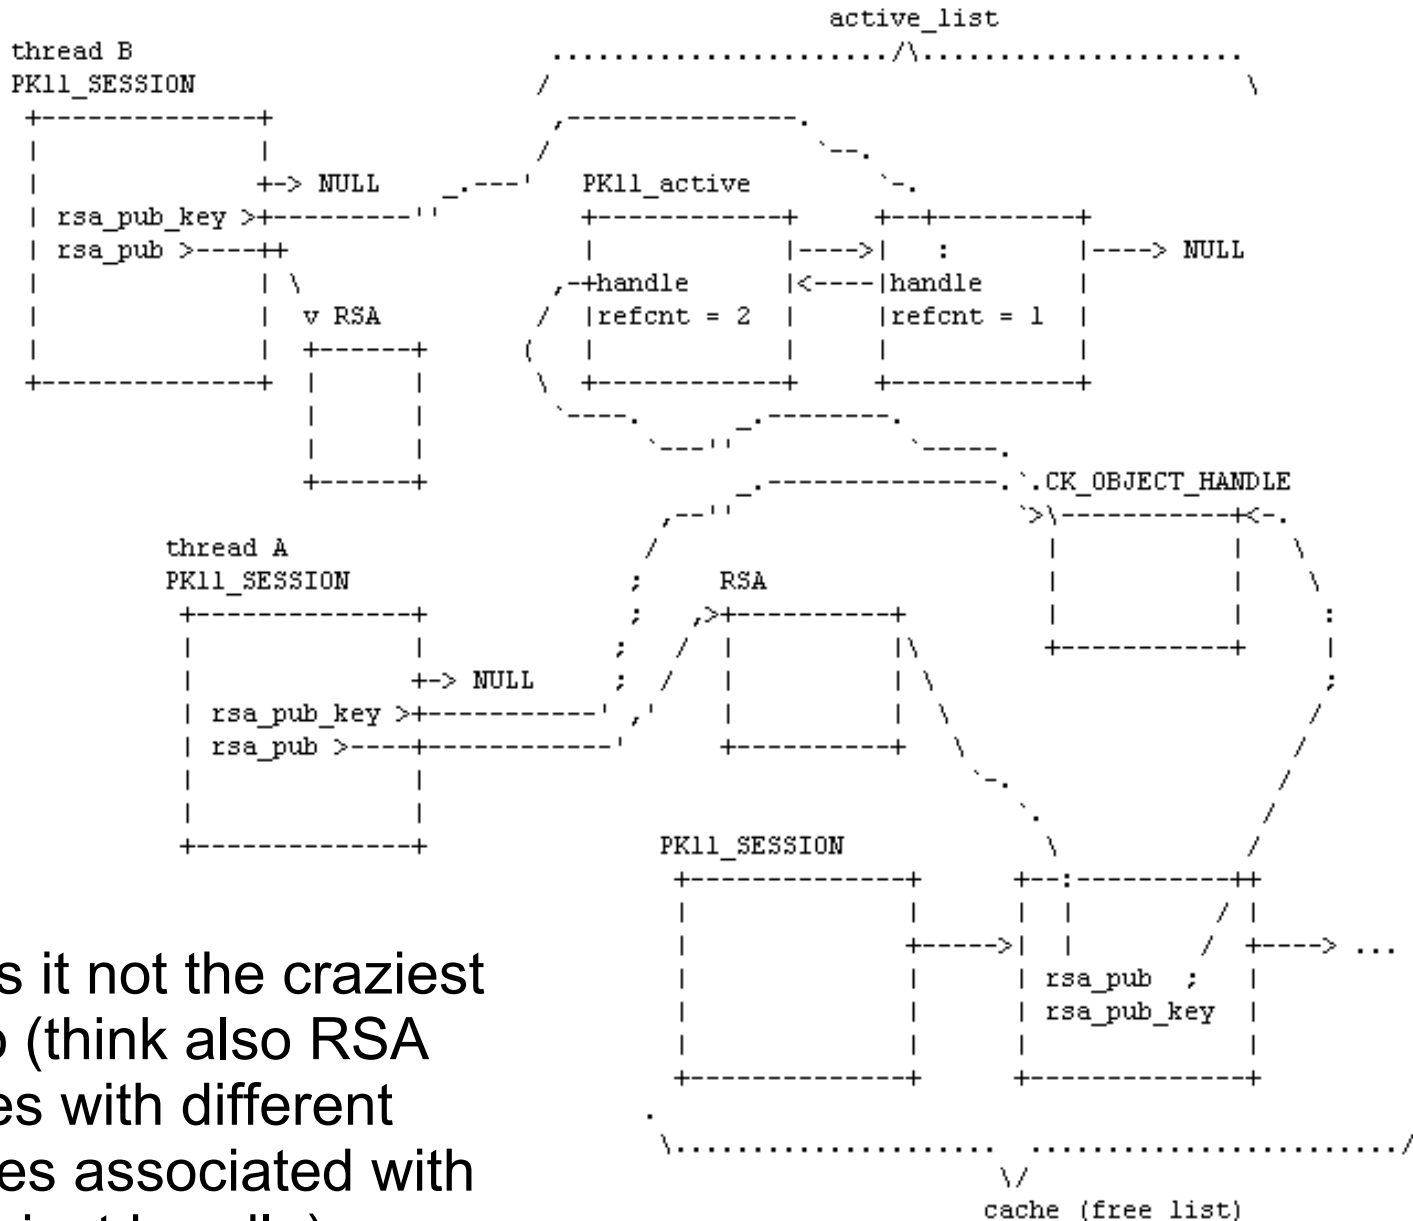 active_list
thread B
PK11_SESSION
NULL
PK11_active
rsa_pub_key
rsa_pub
NULL
handle
handle
RSA
refcnt = 2
refcnt = 1
CK_OBJECT_HANDLE
thread A
PK11_SESSION
RSA
NULL
rsa_pub_key
rsa_pub
PK11_SESSION
...
rsa_pub
rsa_pub_key
it not the craziest
(think also RSA
with different
associated with
cache (free list)